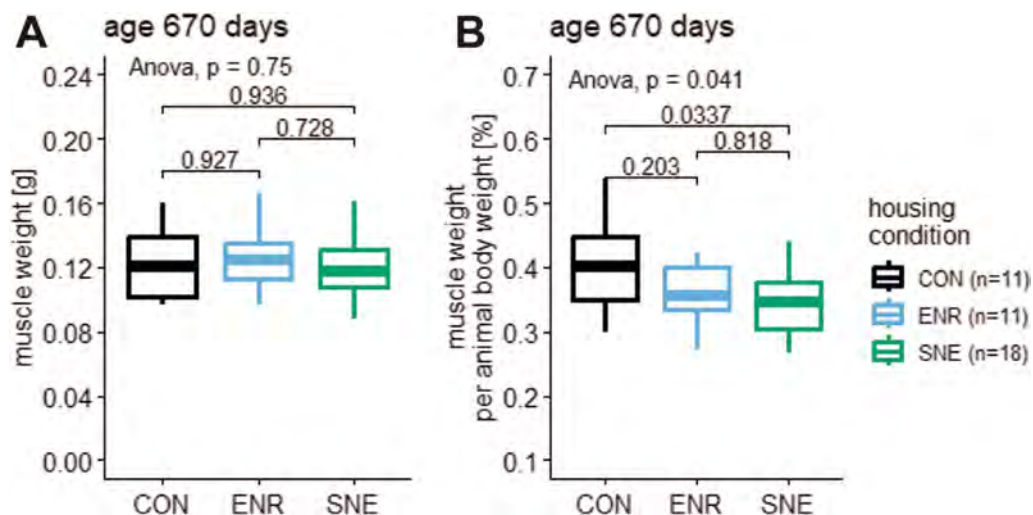 A
age 670 days
Anova, p = 0.75
0.936
0.728
0.927
muscle weight [g]
0.24
0.20
0.16
0.12
0.08
0.04
0.00
CON ENR SNE
B
age 670 days
Anova, p = 0.041
0.0337
0.818
0.203
muscle weight
per animal body weight [%]
0.7
0.6
0.5
0.4
0.3
0.2
0.1
CON ENR SNE
housing
condition
CON (n=11)
ENR (n=11)
SNE (n=18)